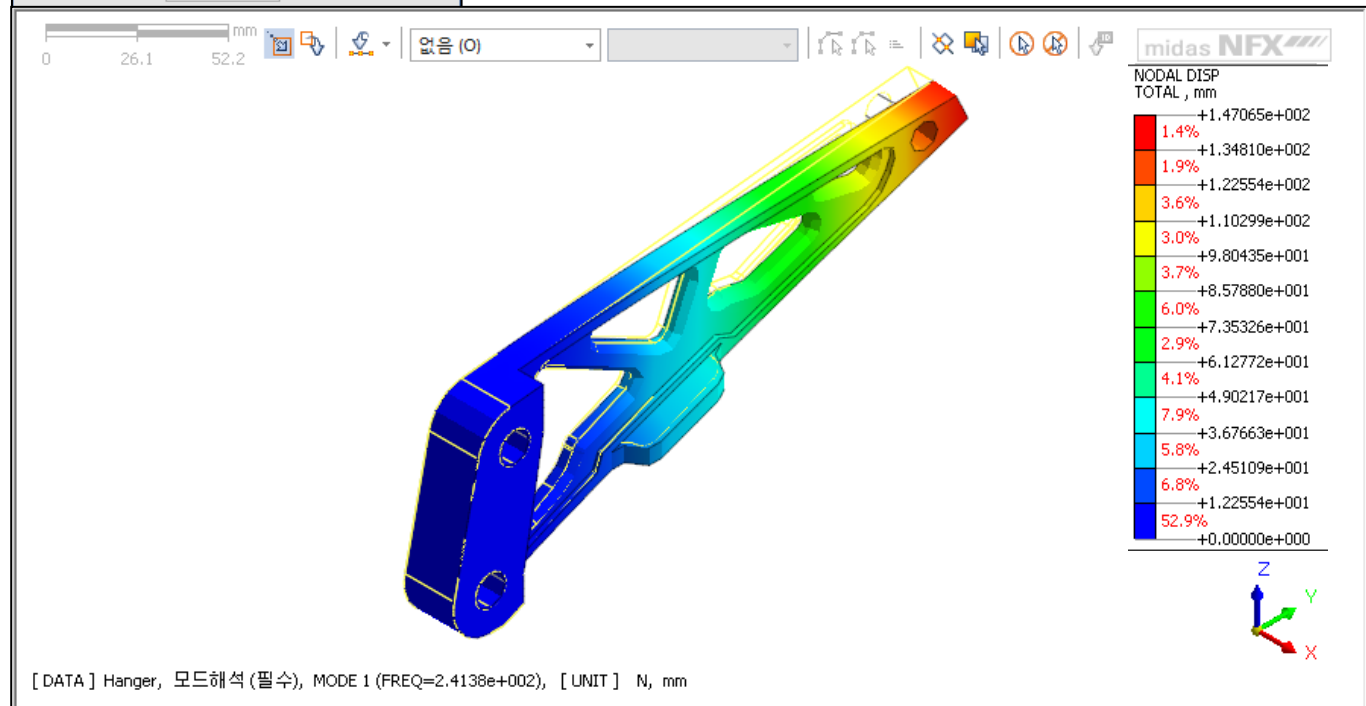 mm
0 26.1 52.2
없음 (0)
midas NFX
NODAL DISP
TOTAL , mm
+1.47065e+002
1.4%
+1.34810e+002
1.9%
+1.22554e+002
3.6%
+1.10299e+002
3.0%
+9.80435e+001
3.7%
+8.57880e+001
6.0%
+7.35326e+001
2.9%
+6.12772e+001
4.1%
+4.90217e+001
7.9%
+3.67663e+001
5.8%
+2.45109e+001
6.8%
+1.22554e+001
52.9%
+0.00000e+000
Z
Y
X
[ DATA ] Hanger, 모드해석 (필수), MODE 1 (FREQ=2.4138e+002), [ UNIT ] N, mm